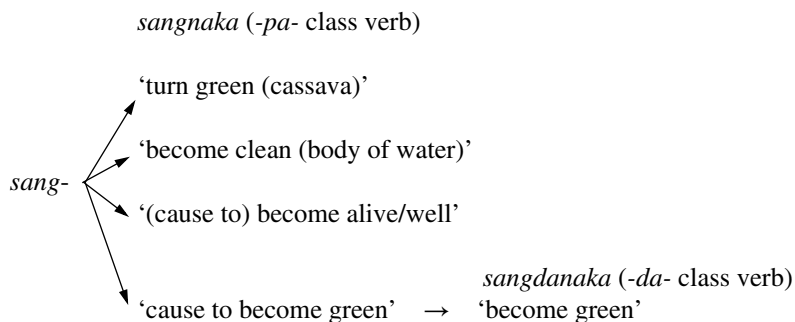 sangnaka (-pa- class verb)
‘turn green (cassava)’
‘become clean (body of water)’
sang-
‘(cause to) become alive/well’
sangdanaka (-da- class verb)
‘cause to become green’ → ‘become green’